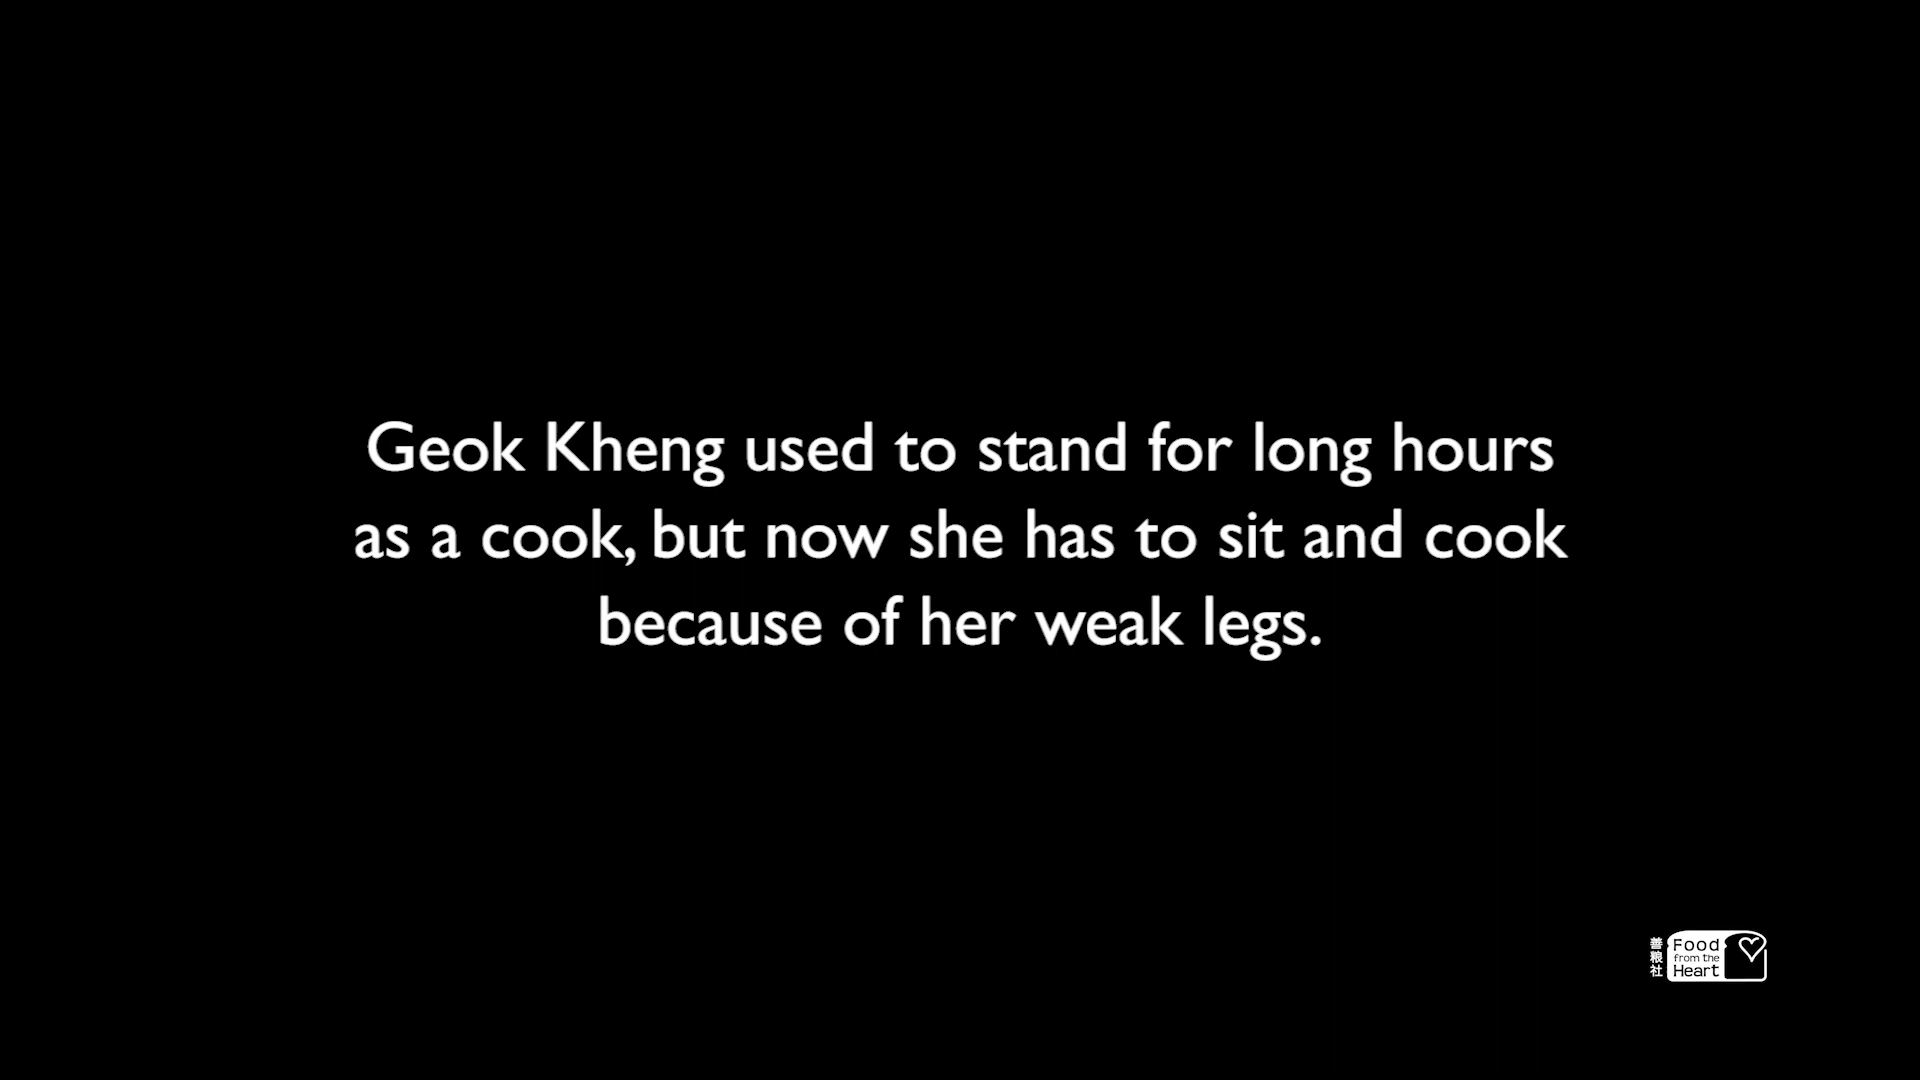 Geok Kheng used to stand for long hours
as a cook, but now she has to sit and cook
because of her weak legs.
善粮社
Food
from the
Heart